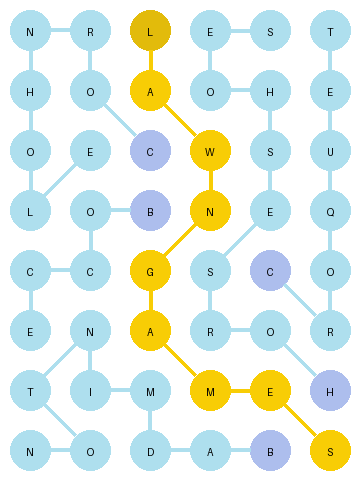 N R L E S T
H O A O H E
O E C W S U
L O B N E Q
C C G S C O
E N A R O R
T I M M E H
N O D A B S